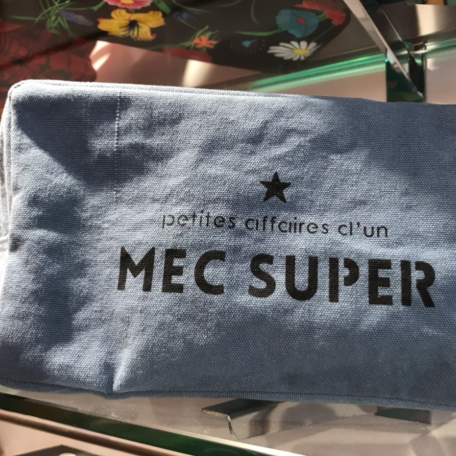 petites affaires d'un
MEC SUPER